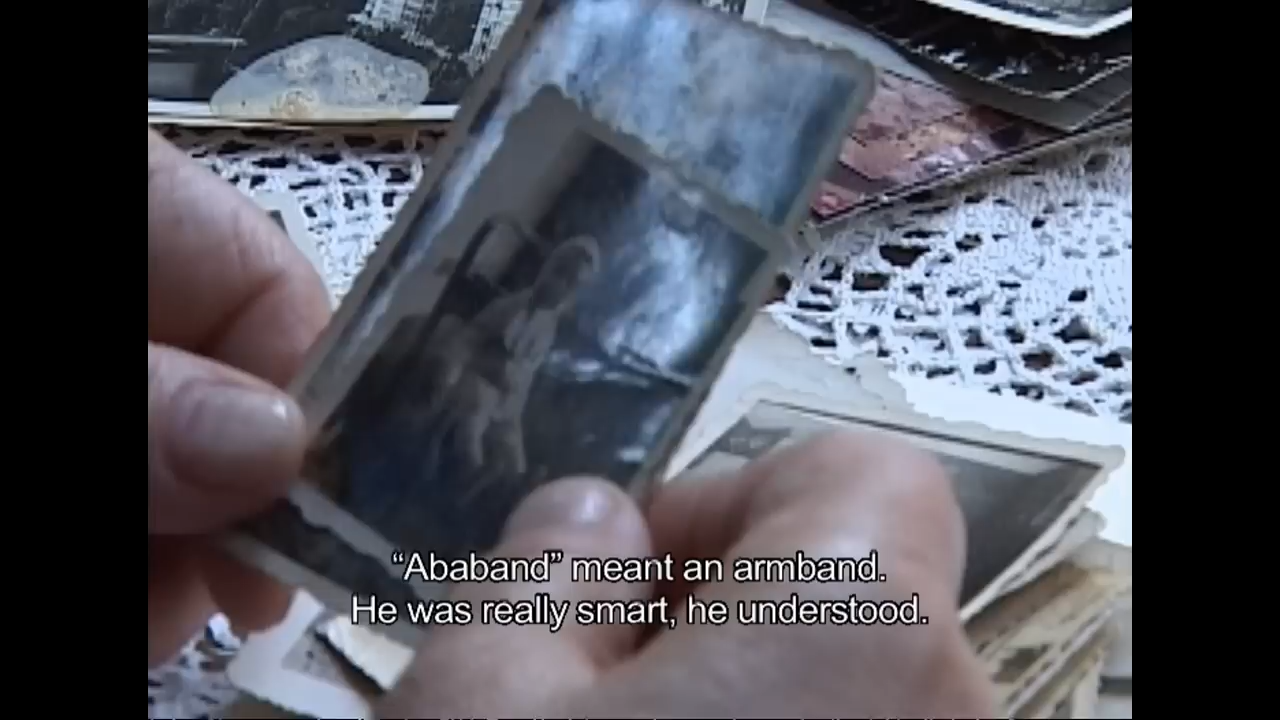 “Ababand” meant an armband.
He was really smart, he understood.